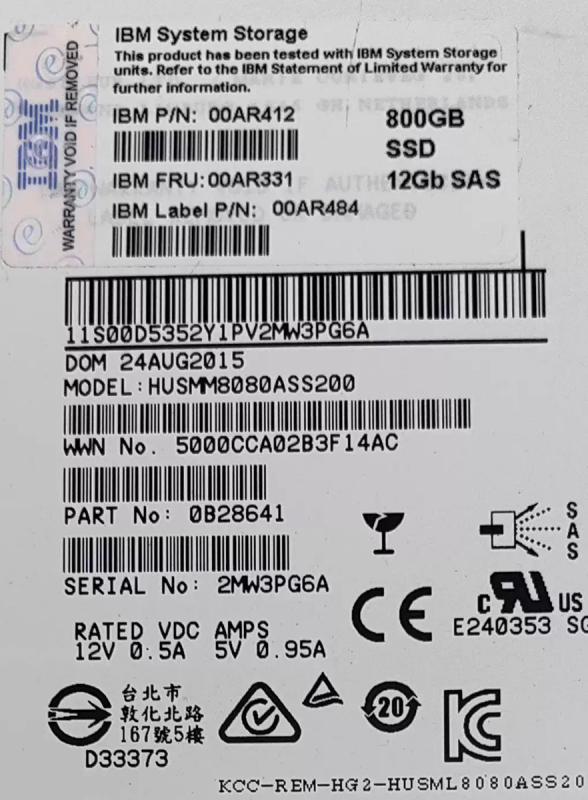 IBM System Storage
This product has been tested with IBM System Storage
units. Refer to the IBM Statement of Limited Warranty for
further information.
IBM P/N: 00AR412
800GB
SSD
12Gb SAS
IBM FRU:00AR331
IBM Label P/N: 00AR484
IBM
WARRANTY VOID IF REMOVED
11S00D5352Y1PV2MW3PG6A
DOM 24AUG2015
MODEL:HUSMM8080ASS200
WWN No. 5000CCA02B3F14AC
PART No: 0B28641
SERIAL No: 2MW3PG6A
SAS
RATED VDC AMPS
12V 0.5A 5V 0.95A
CE
c RU US
E240353 SG
台北市
敦化北路
167號5樓
D33373
20
KC
KCC-REM-HG2-HUSML8080ASS20